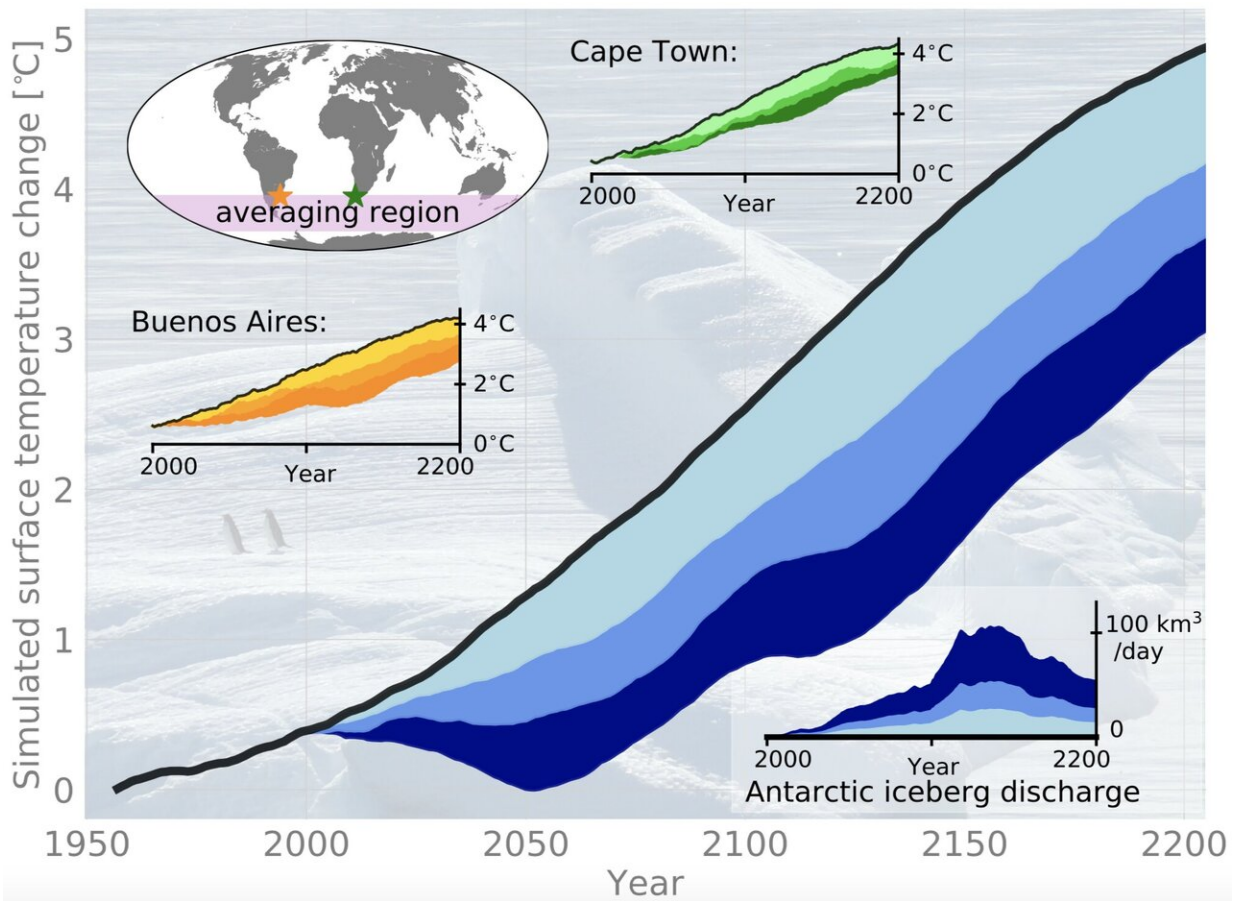 Simulated surface temperature change [°C]
5
4
3
2
1
0
averaging region
Cape Town:
4°C
2°C
0°C
2000
Year
2200
Buenos Aires:
4°C
2°C
0°C
2000
Year
2200
100 km³
/day
0
2000
Year
2200
Antarctic iceberg discharge
1950
2000
2050
2100
2150
2200
Year